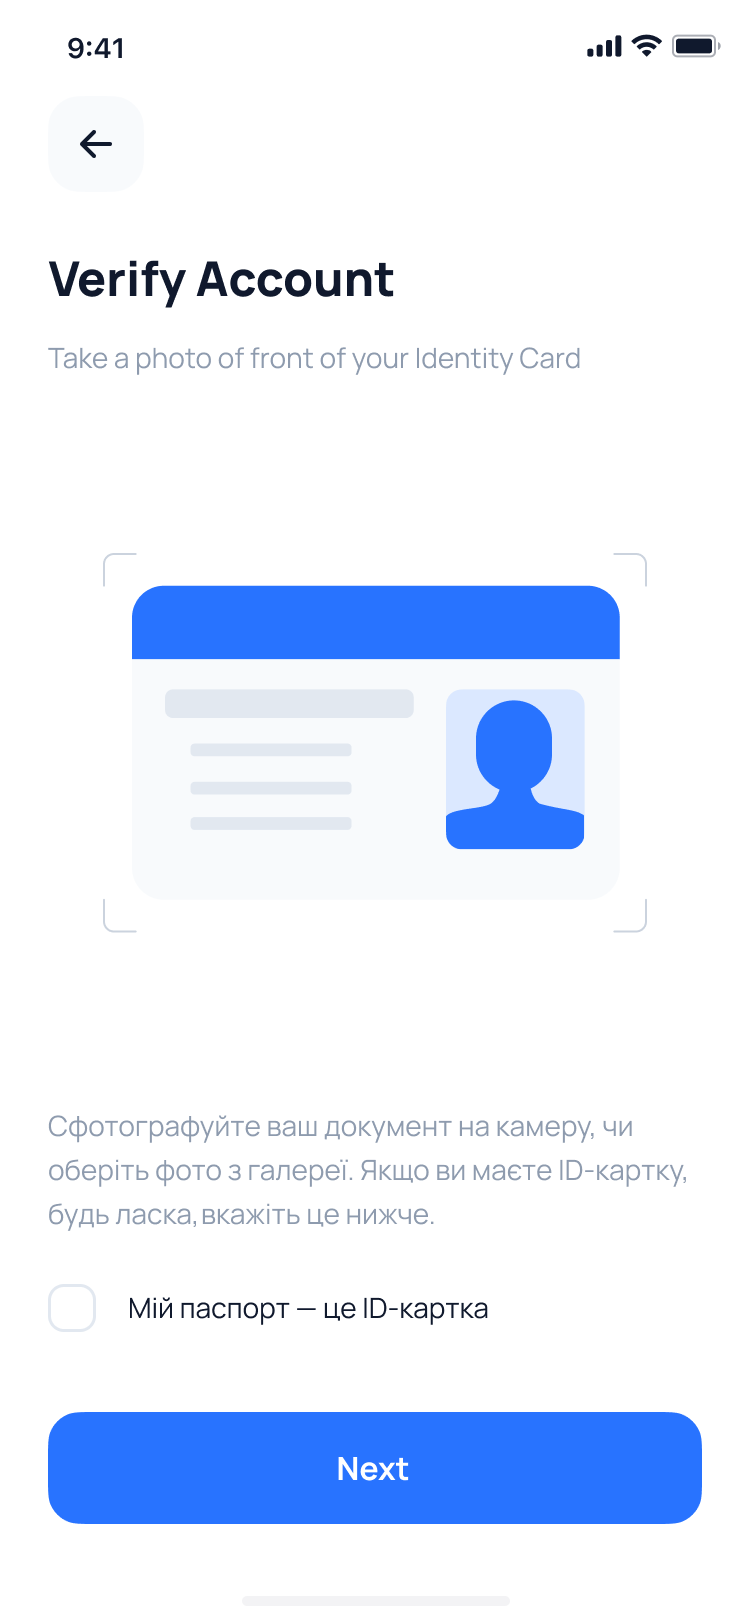 9:41
Verify Account
Take a photo of front of your Identity Card
Сфотографуйте ваш документ на камеру, чи
оберіть фото з галереї. Якщо ви маєте ID-картку,
будь ласка, вкажіть це нижче.
Мій паспорт — це ID-картка
Next